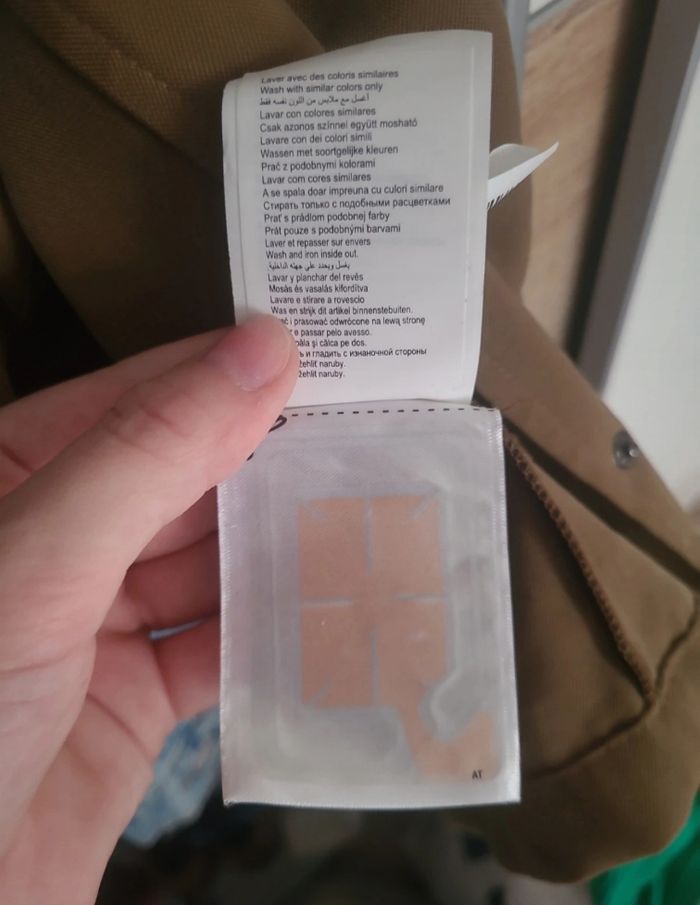 Laver avec des coloris similaires
Wash with similar colors only
أغسل مع ملابس من اللون نفسه فقط
Lavar con colores similares
Csak azonos színnel együtt mosható
Lavare con dei colori simili
Wassen met soortgelijke kleuren
Prać z podobnymi kolorami
Lavar com cores similares
A se spala doar impreuna cu culori similare
Стирать только с подобными расцветками
Prať s prádlom podobnej farby
Prát pouze s podobnými barvami
Laver et repasser sur envers
Wash and iron inside out.
يغسل ويحدد على جهته الداخلية
Lavar y planchar del revés
Mosás és vasalás kifordítva
Lavare e stirare a rovescio
Was en strijk dit artikel binnenstebuiten.
i prasować odwrócone na lewą stronę
e passar pelo avesso.
și călca pe dos.
и гладить с изнаночной стороны
žehliť naruby.
žehlit naruby.
AT